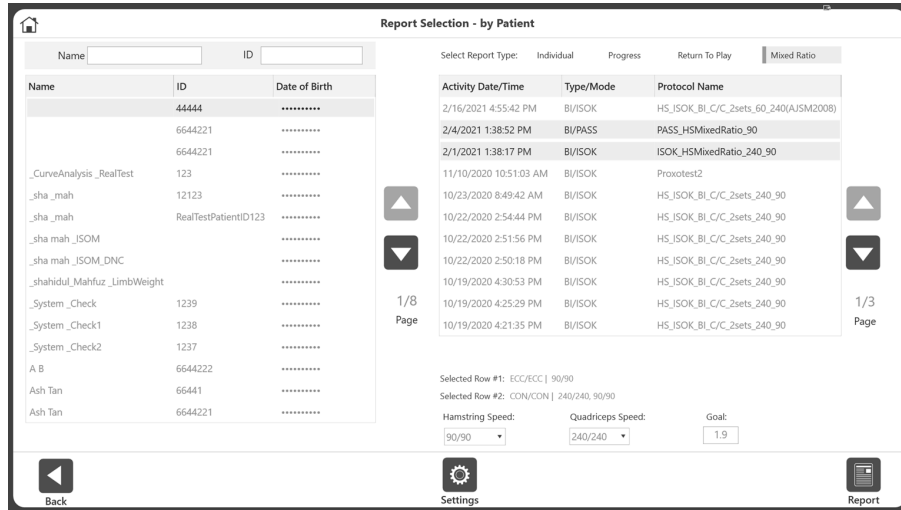 Report Selection - by Patient
Name ID
Select Report Type: Individual Progress Return To Play Mixed Ratio
Name ID Date of Birth
44444 ••••••••••
6644221 ••••••••••
6644221 ••••••••••
_CurveAnalysis _RealTest 123 ••••••••••
_sha _mah 12123 ••••••••••
_sha _mah RealTestPatientID123 ••••••••••
_sha mah _ISOM ••••••••••
_sha mah _ISOM_DNC ••••••••••
_shahidul_Mahfuz _LimbWeight ••••••••••
_System _Check 1239 ••••••••••
_System _Check1 1238 ••••••••••
_System _Check2 1237 ••••••••••
A B 6644222 ••••••••••
Ash Tan 66441 ••••••••••
Ash Tan 6644221 ••••••••••
1/8
Page
Activity Date/Time Type/Mode Protocol Name
2/16/2021 4:55:42 PM BI/ISOK HS_ISOK_BI_C/C_2sets_60_240(AJSM2008)
2/4/2021 1:38:52 PM BI/PASS PASS_HSMixedRatio_90
2/1/2021 1:38:17 PM BI/ISOK ISOK_HSMixedRatio_240_90
11/10/2020 10:51:03 AM BI/ISOK Proxotest2
10/23/2020 8:49:42 AM BI/ISOK HS_ISOK_BI_C/C_2sets_240_90
10/22/2020 2:54:44 PM BI/ISOK HS_ISOK_BI_C/C_2sets_240_90
10/22/2020 2:51:56 PM BI/ISOK HS_ISOK_BI_C/C_2sets_240_90
10/22/2020 2:50:18 PM BI/ISOK HS_ISOK_BI_C/C_2sets_240_90
10/19/2020 4:30:53 PM BI/ISOK HS_ISOK_BI_C/C_2sets_240_90
10/19/2020 4:25:29 PM BI/ISOK HS_ISOK_BI_C/C_2sets_240_90
10/19/2020 4:21:35 PM BI/ISOK HS_ISOK_BI_C/C_2sets_240_90
1/3
Page
Selected Row #1: ECC/ECC | 90/90
Selected Row #2: CON/CON | 240/240, 90/90
Hamstring Speed: Quadriceps Speed: Goal:
90/90 240/240 1.9
Back Settings Report